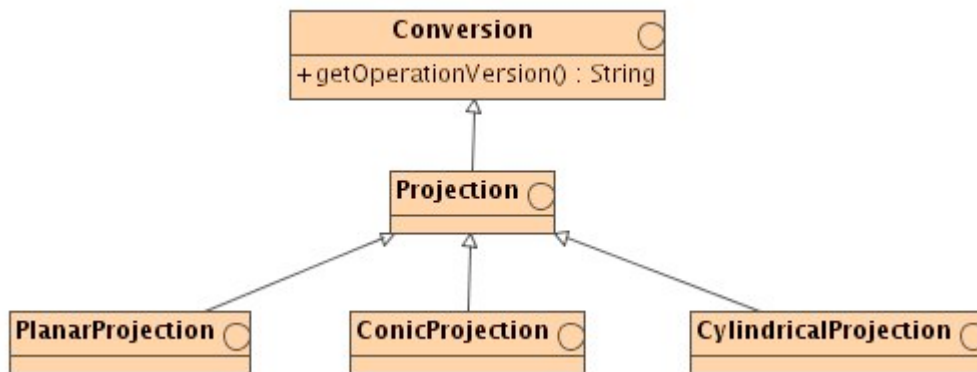 Conversion
+getOperationVersion() : String
Projection
PlanarProjection
ConicProjection
CylindricalProjection